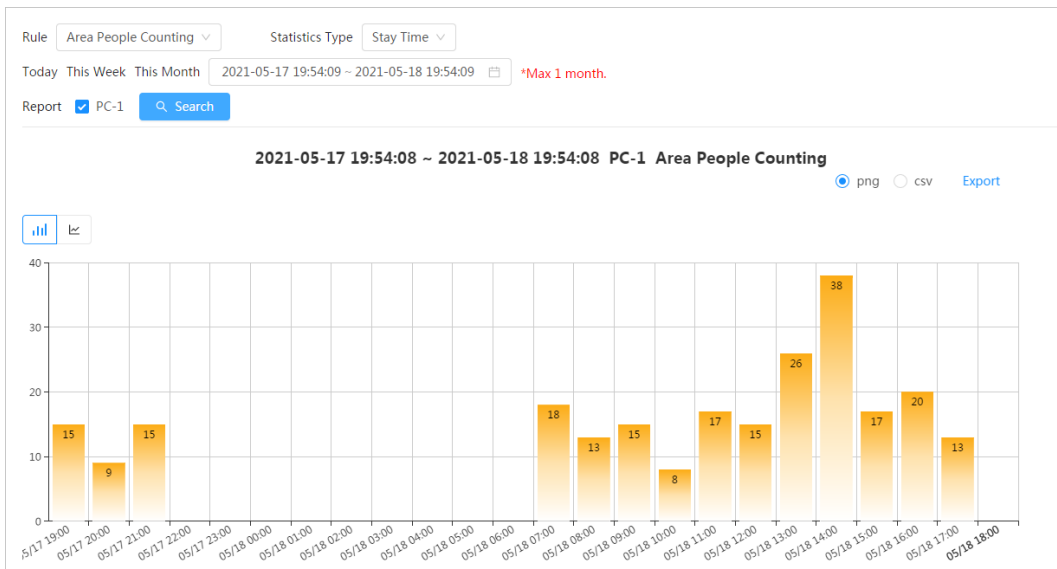 Rule Area People Counting Statistics Type Stay Time
Today This Week This Month 2021-05-17 19:54:09 ~ 2021-05-18 19:54:09 *Max 1 month.
Report PC-1 Search
2021-05-17 19:54:08 ~ 2021-05-18 19:54:08 PC-1 Area People Counting
png csv Export
40
30
20
10
0
15 9 15 18 13 15 8 17 15 26 38 17 20 13
5/17 19:00 05/17 20:00 05/17 21:00 05/17 22:00 05/17 23:00 05/18 00:00 05/18 01:00 05/18 02:00 05/18 03:00 05/18 04:00 05/18 05:00 05/18 06:00 05/18 07:00 05/18 08:00 05/18 09:00 05/18 10:00 05/18 11:00 05/18 12:00 05/18 13:00 05/18 14:00 05/18 15:00 05/18 16:00 05/18 17:00 05/18 18:00